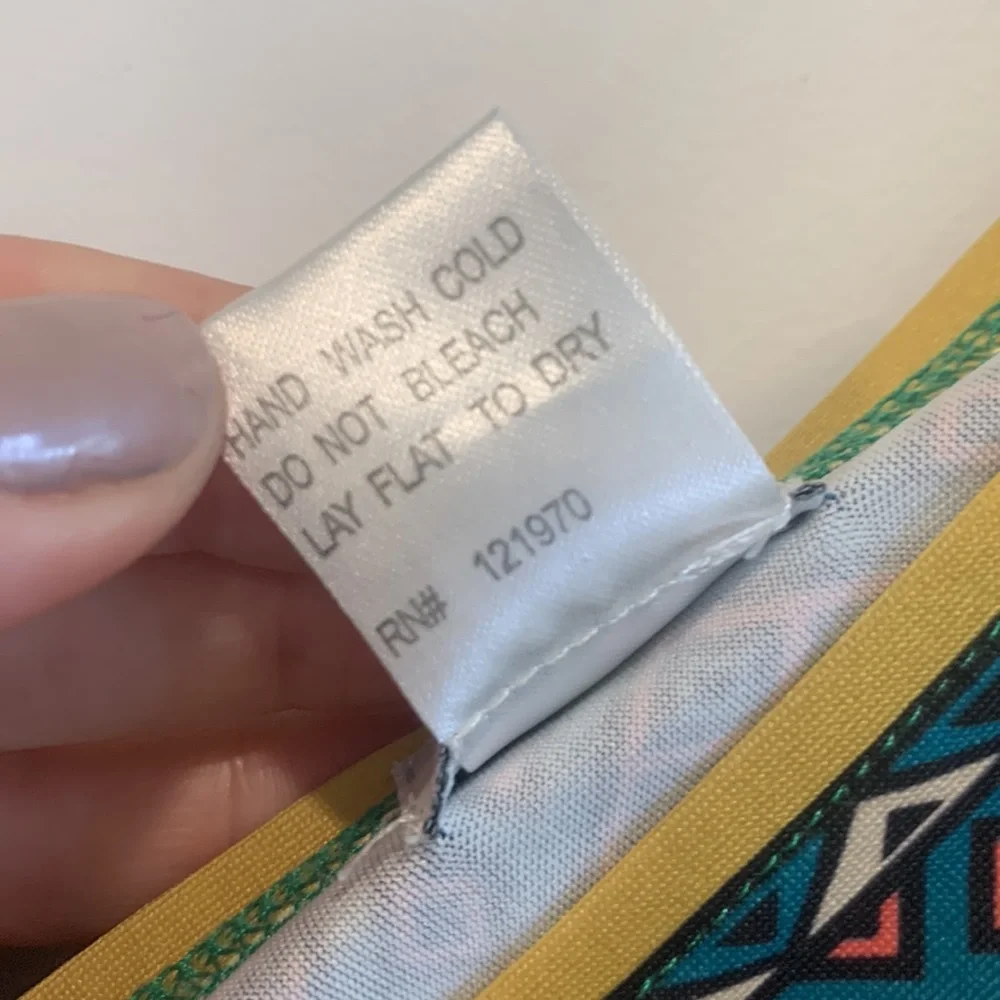 HAND WASH COLD
DO NOT BLEACH
LAY FLAT TO DRY
RN# 121970